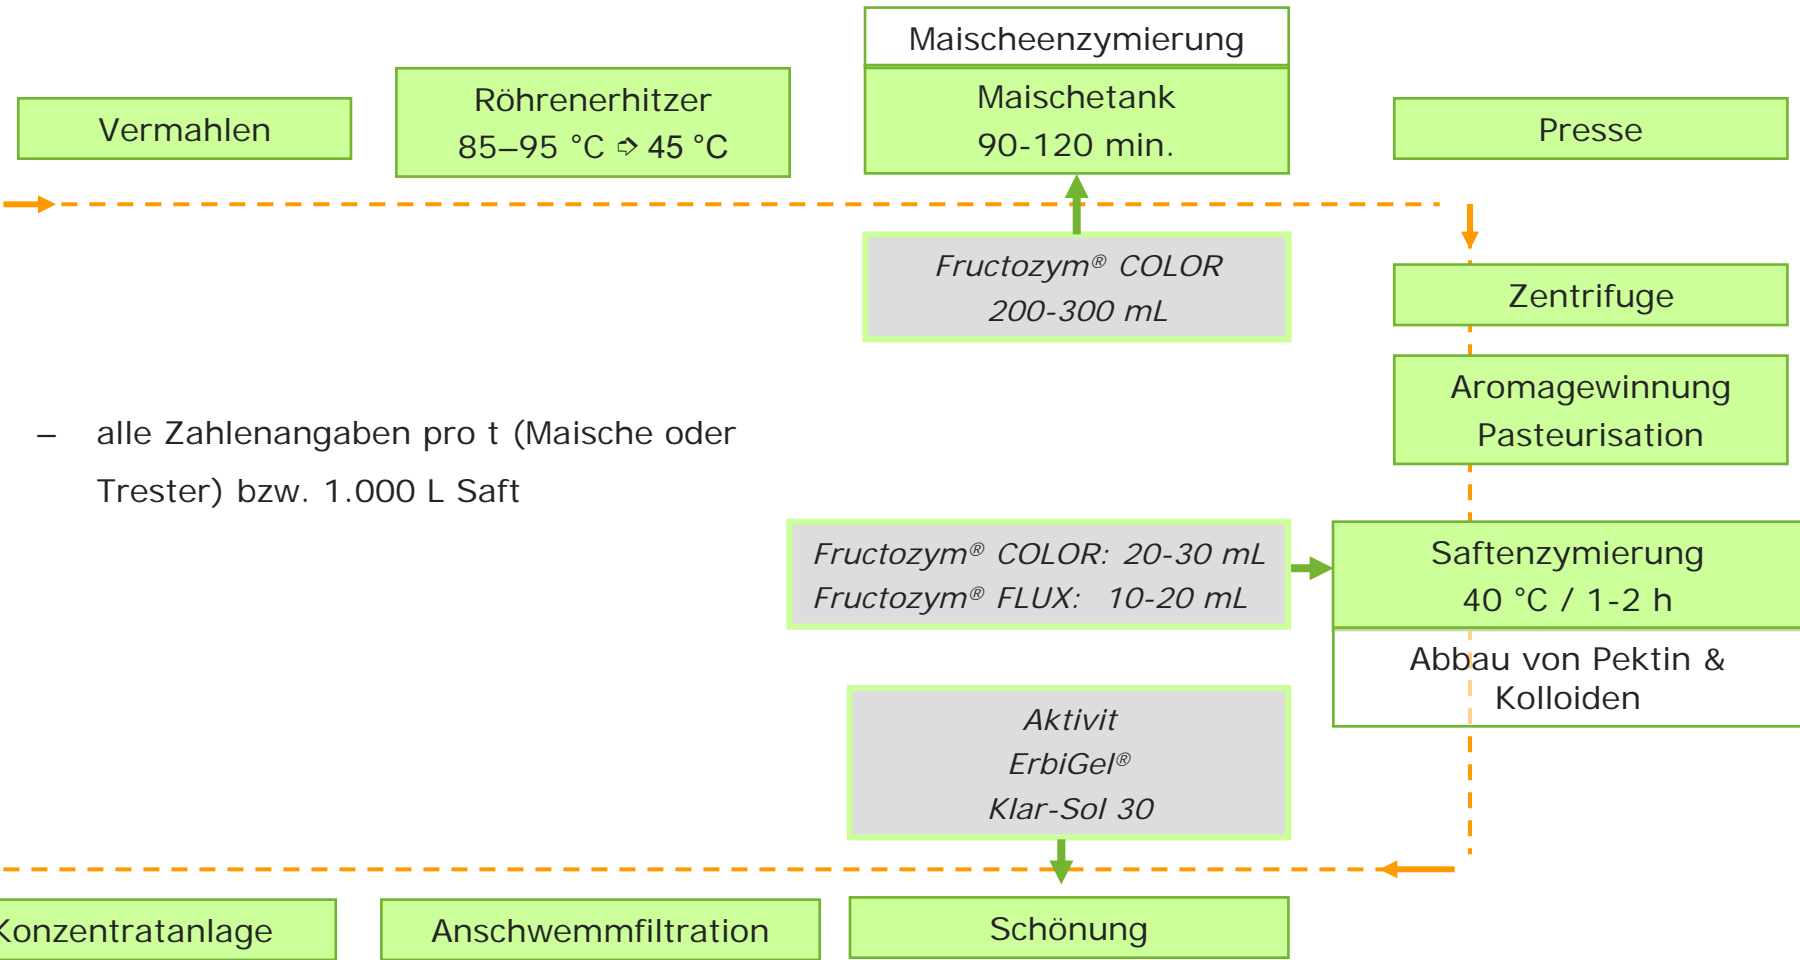 Maischeenzymierung
Vermahlen
Röhrenerhitzer
85–95 °C ➩ 45 °C
Maischetank
90-120 min.
Presse
Fructozym® COLOR
200-300 mL
Zentrifuge
Aromagewinnung
Pasteurisation
– alle Zahlenangaben pro t (Maische oder
Trester) bzw. 1.000 L Saft
Fructozym® COLOR: 20-30 mL
Fructozym® FLUX: 10-20 mL
Saftenzymierung
40 °C / 1-2 h
Abbau von Pektin &
Kolloiden
Aktivit
ErbiGel®
Klar-Sol 30
Konzentratanlage
Anschwemmfiltration
Schönung